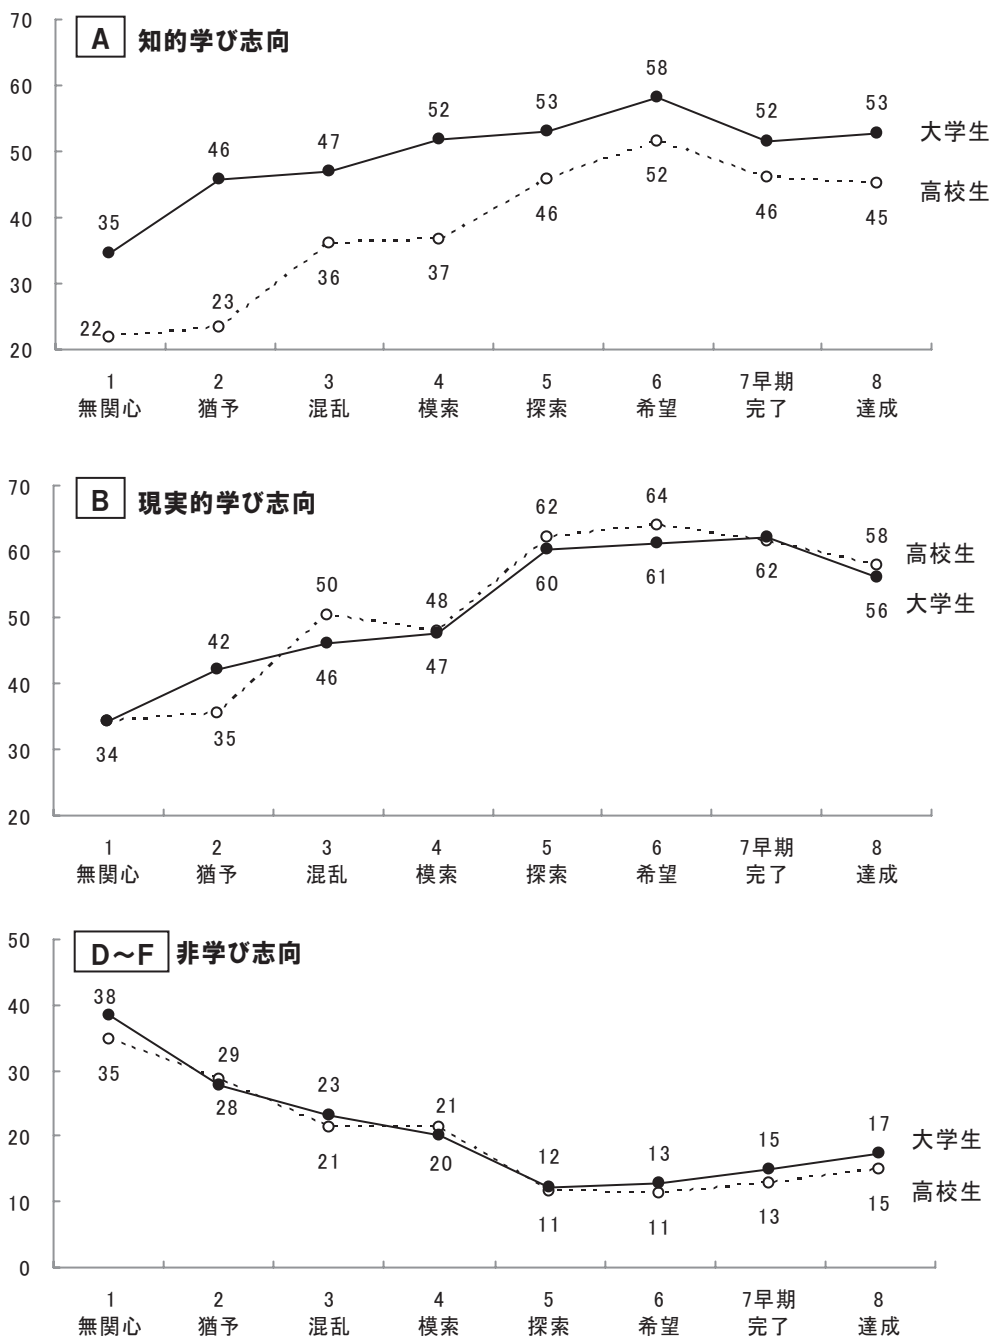 70
A 知的学び志向
60
50
40
30
20
58
52 53 52 53
46 47
35
大学生
高校生
22 23 36 37 46 52 46 45
1 2 3 4 5 6 7早期 8
無関心 猶予 混乱 模索 探索 希望 完了 達成
70
B 現実的学び志向
60
50
40
30
20
62 64 58
50 48
42
高校生
大学生
34 35 46 47 60 61 62 56
1 2 3 4 5 6 7早期 8
無関心 猶予 混乱 模索 探索 希望 完了 達成
50
D～F 非学び志向
40
30
20
10
0
38
29 23 21 12 13 15 17
大学生
高校生
35 28 21 20 11 11 13 15
1 2 3 4 5 6 7早期 8
無関心 猶予 混乱 模索 探索 希望 完了 達成